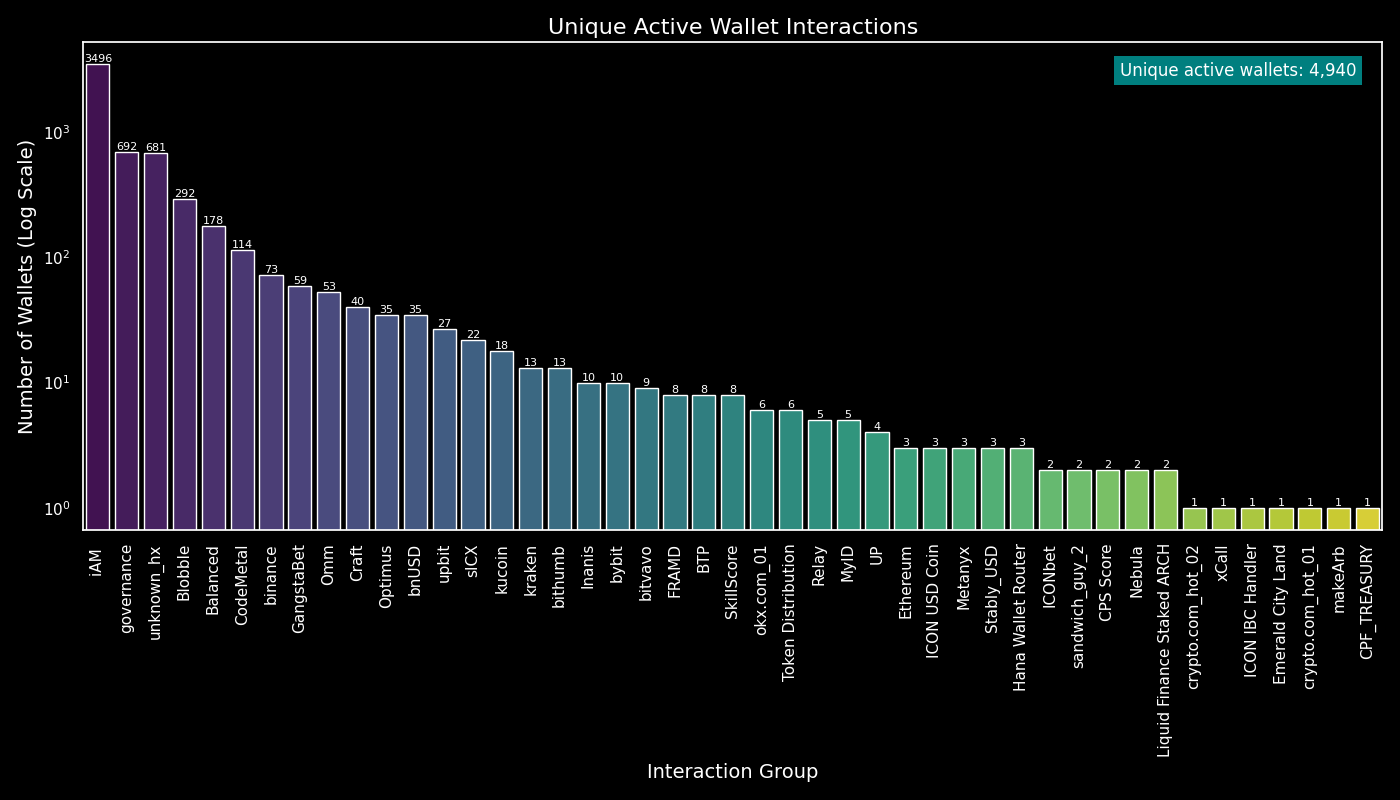 Unique Active Wallet Interactions
Unique active wallets: 4,940
Number of Wallets (Log Scale)
10³
10²
10¹
10⁰
3496
692
681
292
178
114
73
59
53
40
35
35
27
22
18
13
13
10
10
9
8
8
8
6
6
5
5
4
3
3
3
3
3
2
2
2
2
2
1
1
1
1
1
1
1
iAM
governance
unknown_hx
Blobble
Balanced
CodeMetal
binance
GangstaBet
Omm
Craft
Optimus
bnUSD
upbit
sICX
kucoin
kraken
bithumb
Inanis
bybit
bitvavo
FRAMD
BTP
SkillScore
okx.com_01
Token Distribution
Relay
MyID
UP
Ethereum
ICON USD Coin
Metanyx
Stably_USD
Hana Wallet Router
ICONbet
sandwich_guy_2
CPS Score
Nebula
Liquid Finance Staked ARCH
crypto.com_hot_02
xCall
ICON IBC Handler
Emerald City Land
crypto.com_hot_01
makeArb
CPF_TREASURY
Interaction Group